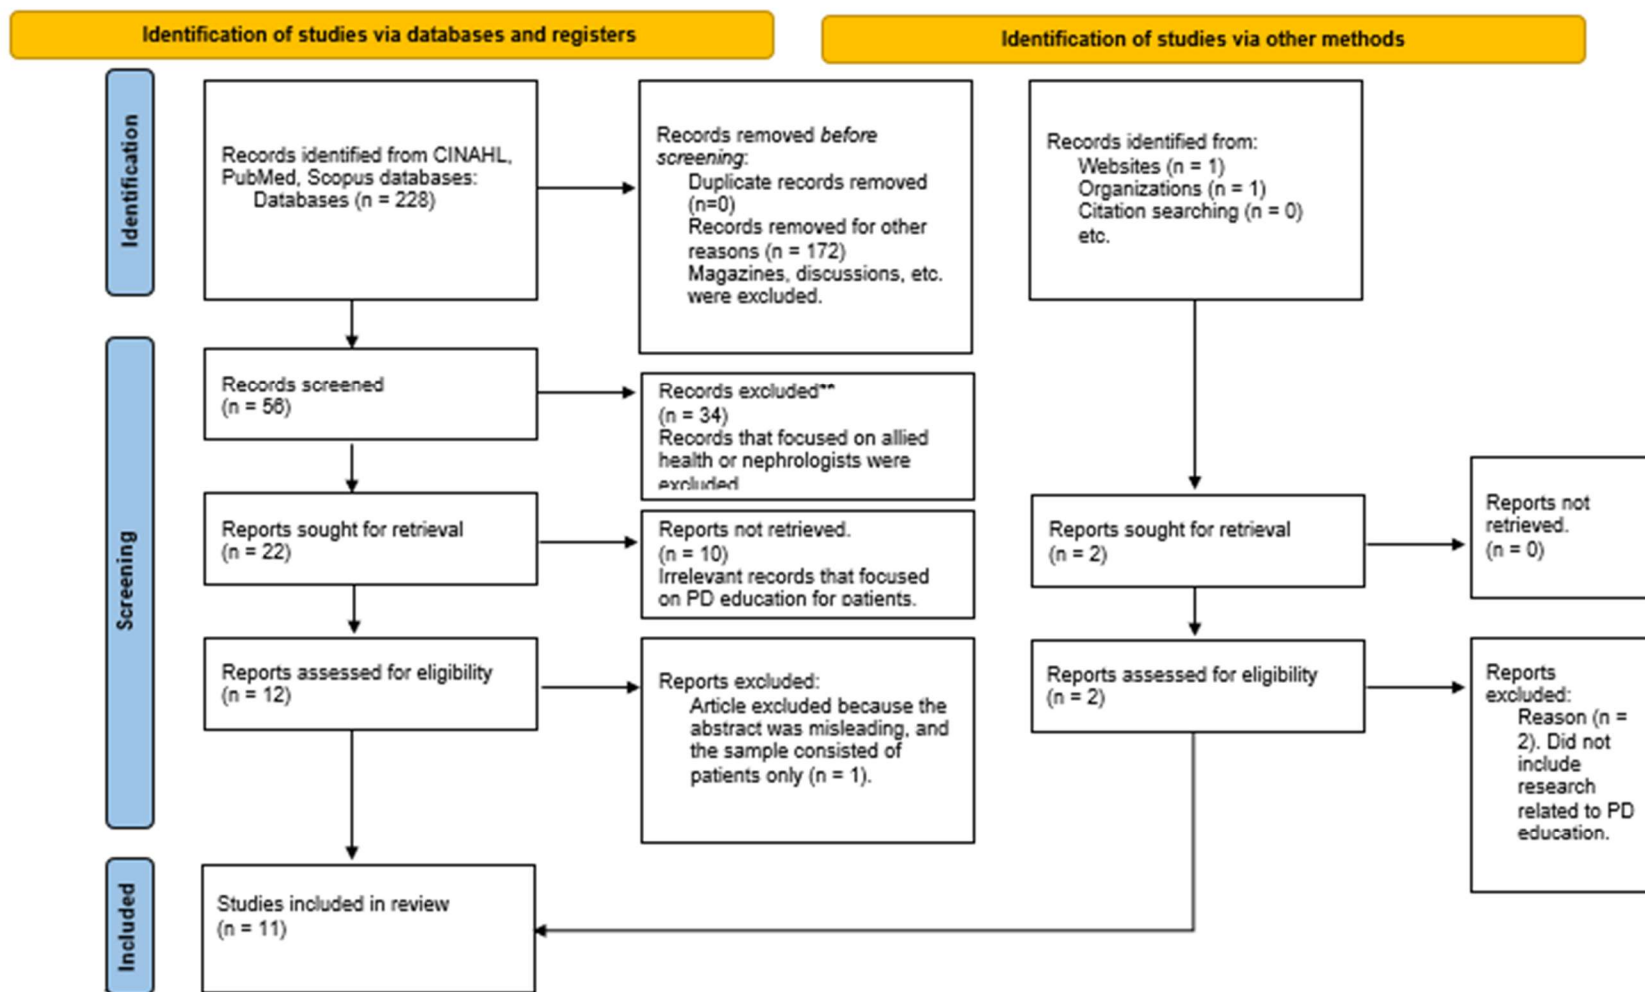 Identification of studies via databases and registers
Identification of studies via other methods
Identification
Records identified from CINAHL,
PubMed, Scopus databases:
Databases (n = 228)
Records removed before
screening:
Duplicate records removed
(n=0)
Records removed for other
reasons (n = 172)
Magazines, discussions, etc.
were excluded.
Records identified from:
Websites (n = 1)
Organizations (n = 1)
Citation searching (n = 0)
etc.
Screening
Records screened
(n = 56)
Records excluded**
(n = 34)
Records that focused on allied
health or nephrologists were
excluded
Reports sought for retrieval
(n = 22)
Reports not retrieved.
(n = 10)
Irrelevant records that focused
on PD education for patients.
Reports sought for retrieval
(n = 2)
Reports not
retrieved.
(n = 0)
Reports assessed for eligibility
(n = 12)
Reports excluded:
Article excluded because the
abstract was misleading, and
the sample consisted of
patients only (n = 1).
Reports assessed for eligibility
(n = 2)
Reports
excluded:
Reason (n =
2). Did not
include
research
related to PD
education.
Included
Studies included in review
(n = 11)